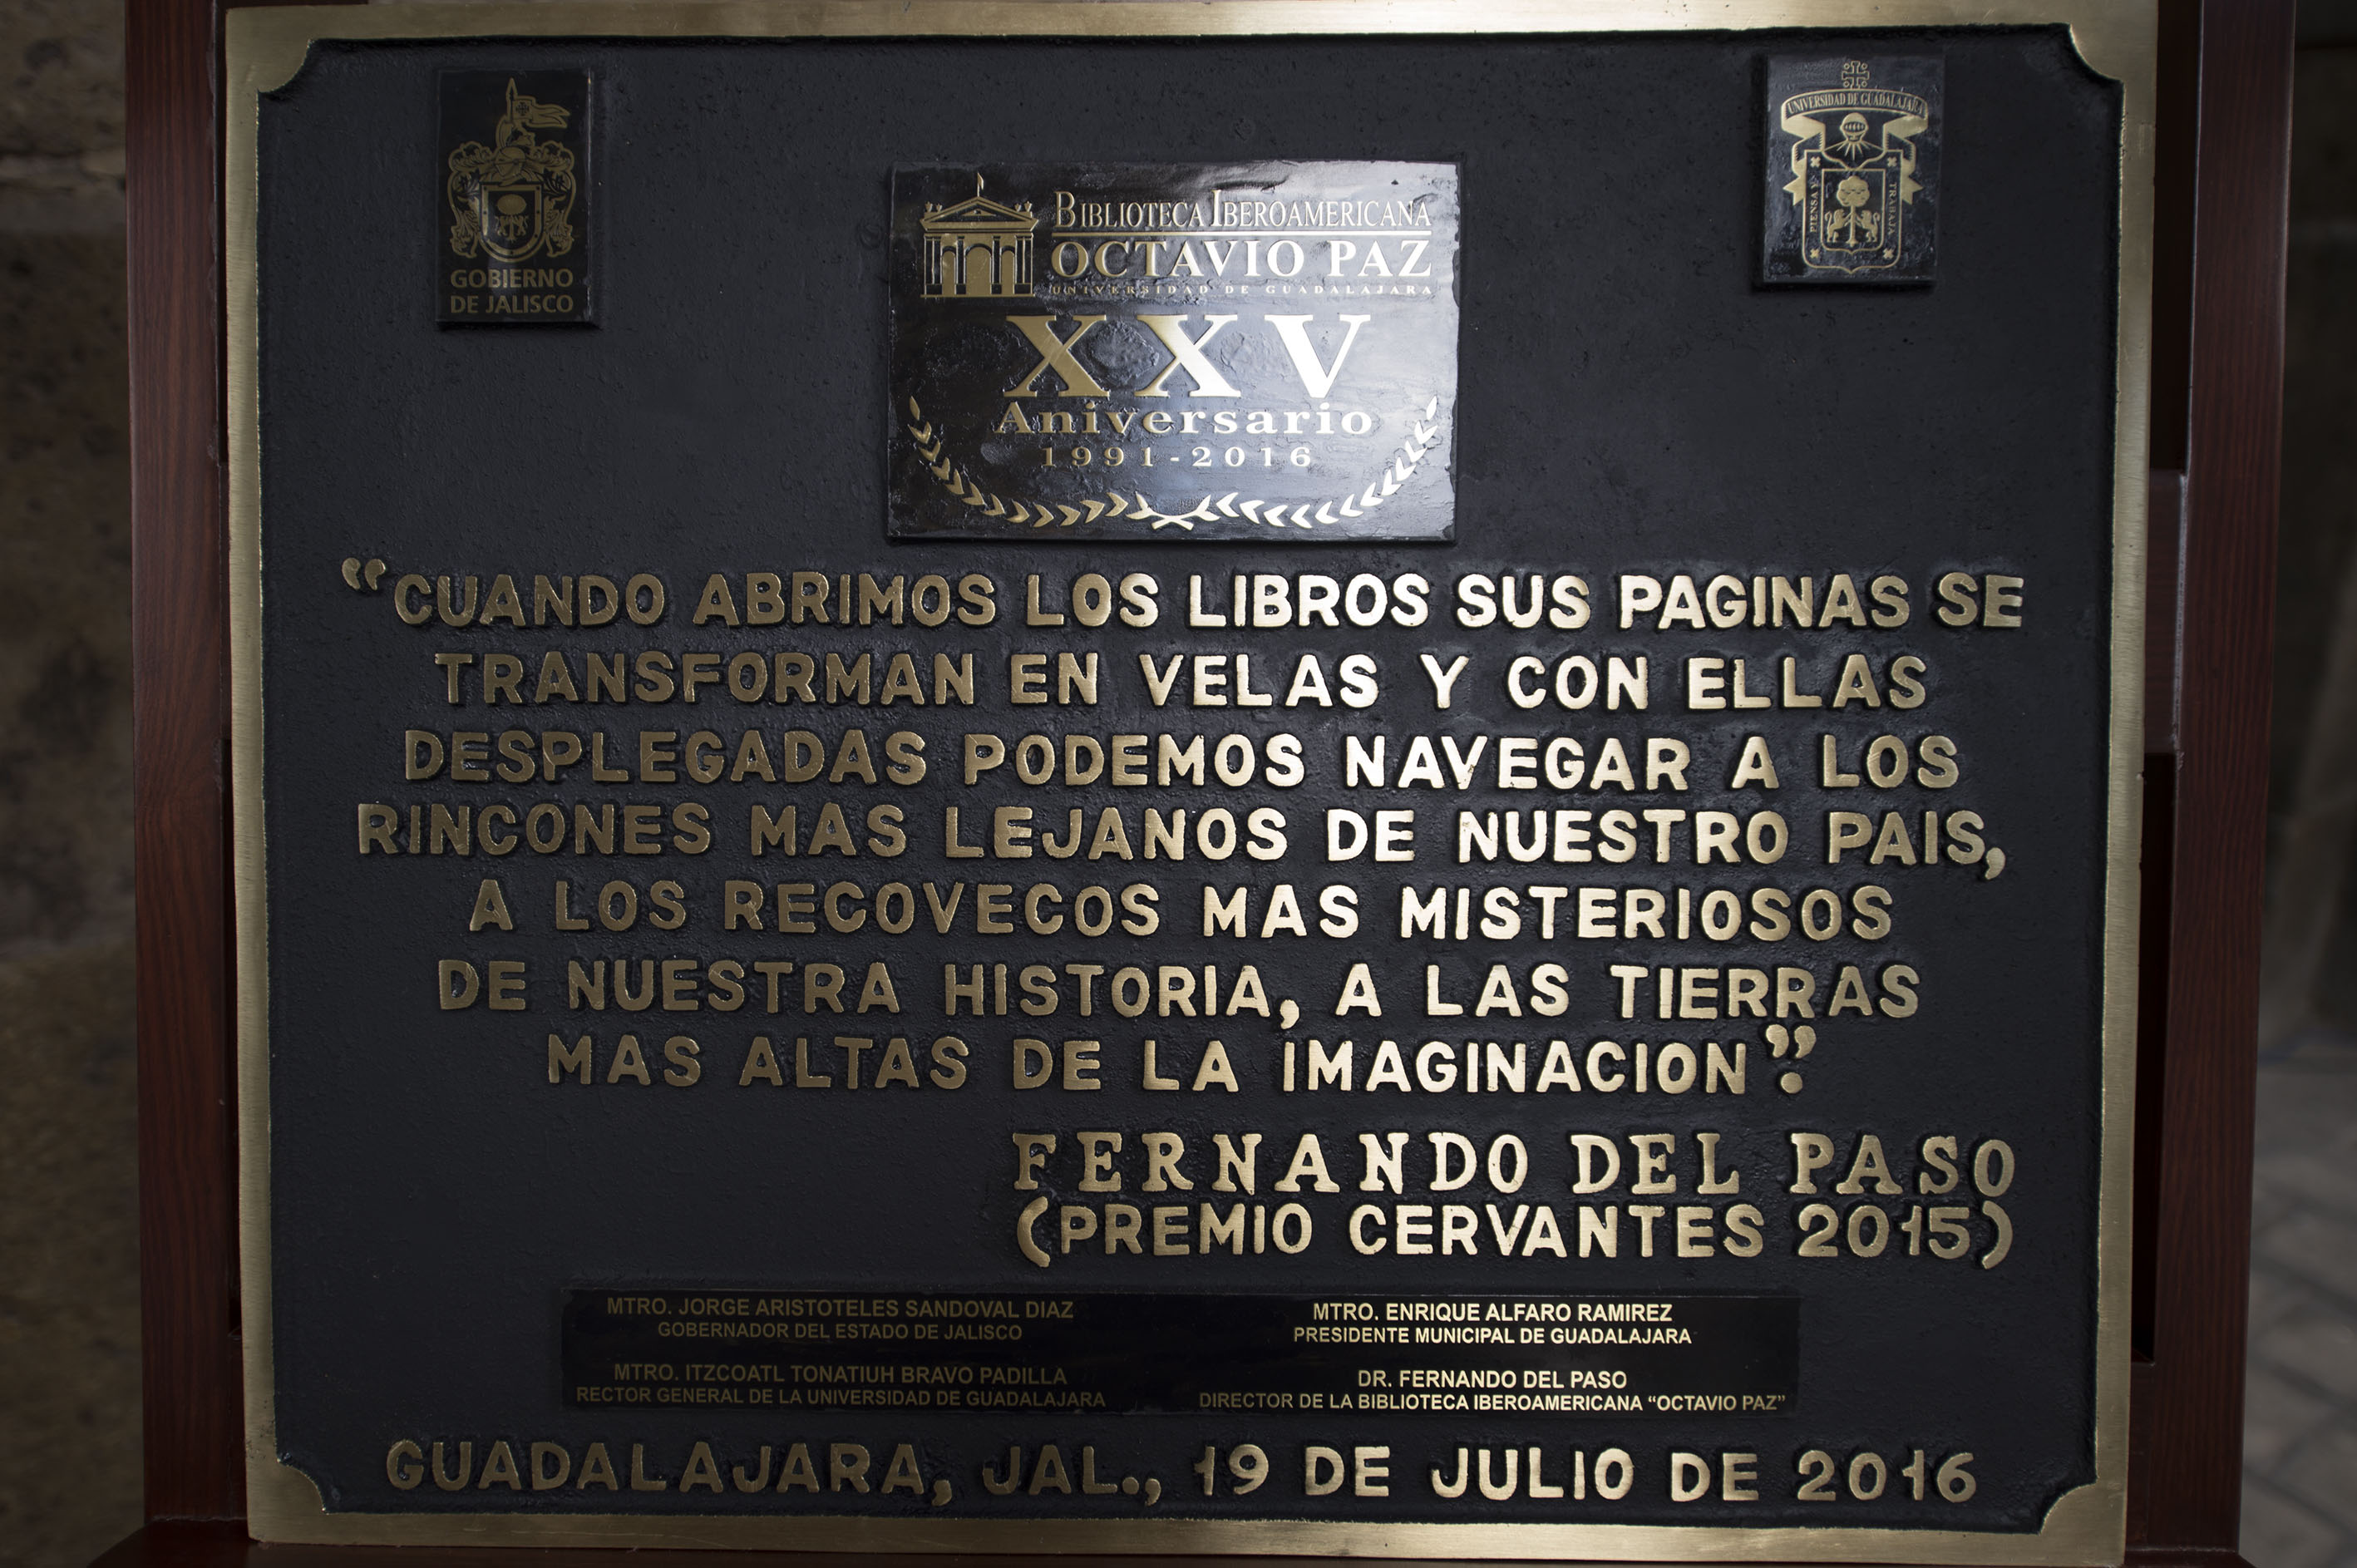 GOBIERNO
DE JALISCO
UNIVERSIDAD DE GUADALAJARA
PIENSA Y
TRABAJA
BIBLIOTECA IBEROAMERICANA
OCTAVIO PAZ
UNIVERSIDAD DE GUADALAJARA
XXV
Aniversario
1991-2016
“CUANDO ABRIMOS LOS LIBROS SUS PAGINAS SE
TRANSFORMAN EN VELAS Y CON ELLAS
DESPLEGADAS PODEMOS NAVEGAR A LOS
RINCONES MAS LEJANOS DE NUESTRO PAIS,
A LOS RECOVECOS MAS MISTERIOSOS
DE NUESTRA HISTORIA, A LAS TIERRAS
MAS ALTAS DE LA IMAGINACION”.
FERNANDO DEL PASO
(PREMIO CERVANTES 2015)
MTRO. JORGE ARISTOTELES SANDOVAL DIAZ
GOBERNADOR DEL ESTADO DE JALISCO
MTRO. ENRIQUE ALFARO RAMIREZ
PRESIDENTE MUNICIPAL DE GUADALAJARA
MTRO. ITZCOATL TONATIUH BRAVO PADILLA
RECTOR GENERAL DE LA UNIVERSIDAD DE GUADALAJARA
DR. FERNANDO DEL PASO
DIRECTOR DE LA BIBLIOTECA IBEROAMERICANA “OCTAVIO PAZ”
GUADALAJARA, JAL., 19 DE JULIO DE 2016